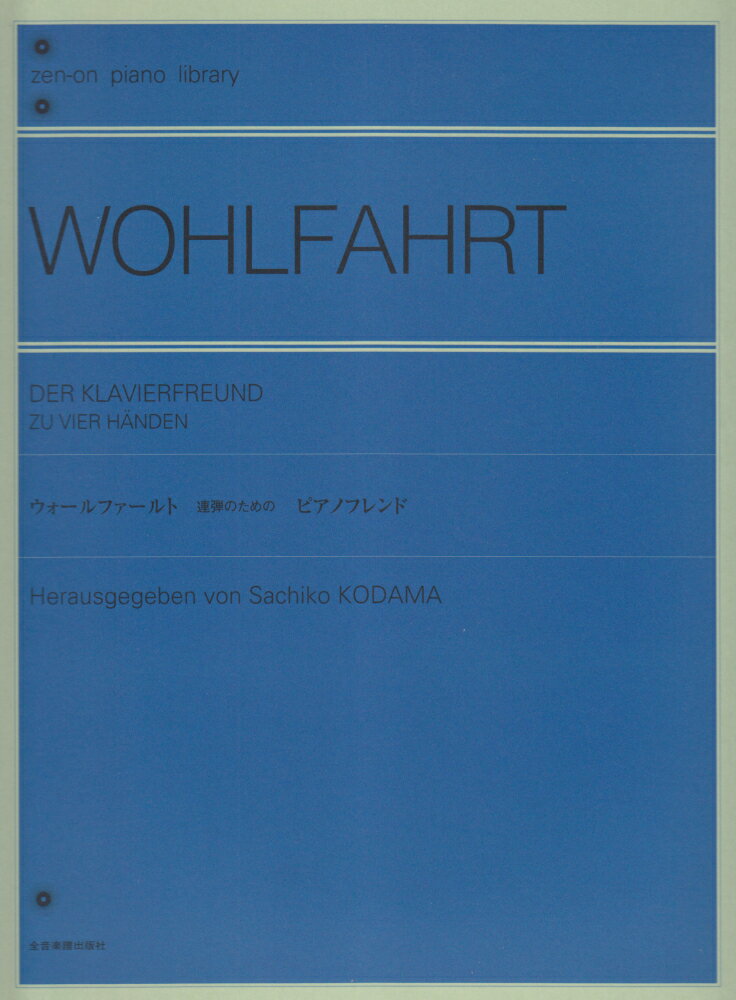 zen-on piano library
WOHLFAHRT
DER KLAVIERFREUND
ZU VIER HÄNDEN
ウォールファールト 連弾のための ピアノフレンド
Herausgegeben von Sachiko KODAMA
全音楽譜出版社